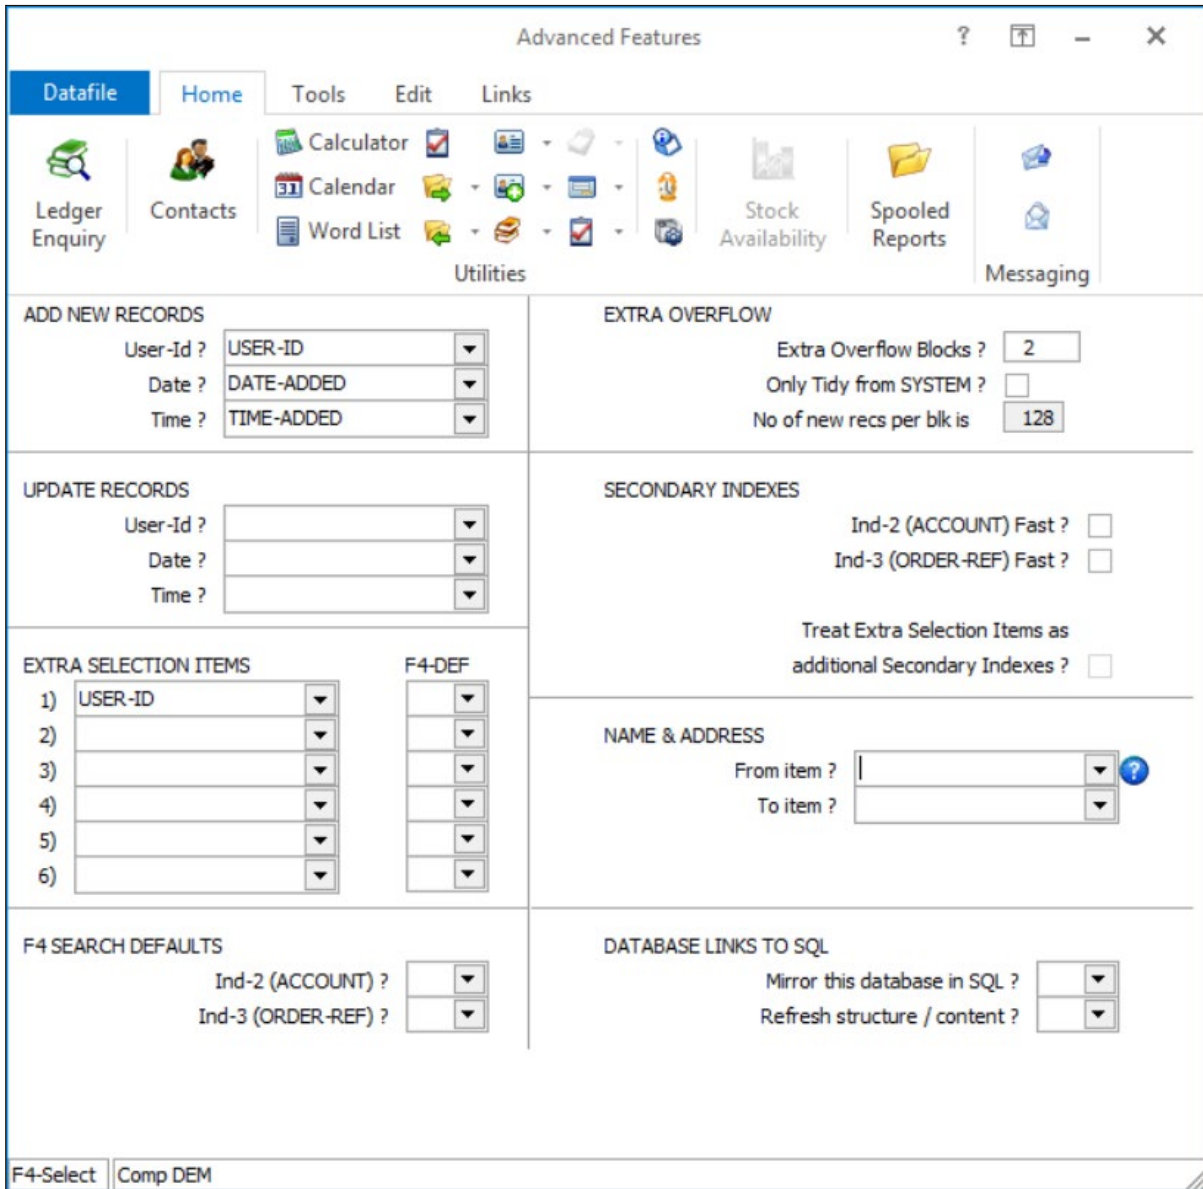 Advanced Features
?
Datafile Home Tools Edit Links
Calculator
31 Calendar
Word List
Ledger Enquiry
Contacts
Stock Availability
Spooled Reports
Utilities
Messaging
ADD NEW RECORDS
User-Id ? USER-ID
Date ? DATE-ADDED
Time ? TIME-ADDED
UPDATE RECORDS
User-Id ?
Date ?
Time ?
EXTRA SELECTION ITEMS F4-DEF
1) USER-ID
2)
3)
4)
5)
6)
F4 SEARCH DEFAULTS
Ind-2 (ACCOUNT) ?
Ind-3 (ORDER-REF) ?
EXTRA OVERFLOW
Extra Overflow Blocks ? 2
Only Tidy from SYSTEM ?
No of new recs per blk is 128
SECONDARY INDEXES
Ind-2 (ACCOUNT) Fast ?
Ind-3 (ORDER-REF) Fast ?
Treat Extra Selection Items as
additional Secondary Indexes ?
NAME & ADDRESS
From item ? ?
To item ?
DATABASE LINKS TO SQL
Mirror this database in SQL ?
Refresh structure / content ?
F4-Select Comp DEM